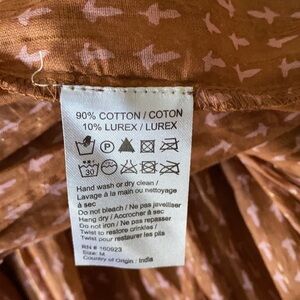 90% COTTON / COTON
10% LUREX / LUREX
P
30
Hand wash or dry clean /
Lavage à la main ou nettoyage
à sec
Do not bleach / Ne pas javelliser
Hang dry / Accrocher à sec
Do not iron / Ne pas repasser
Twist to restore crinkles /
Twist pour restaurer les plis
RN # 160923
Size: M
Country of Origin : India